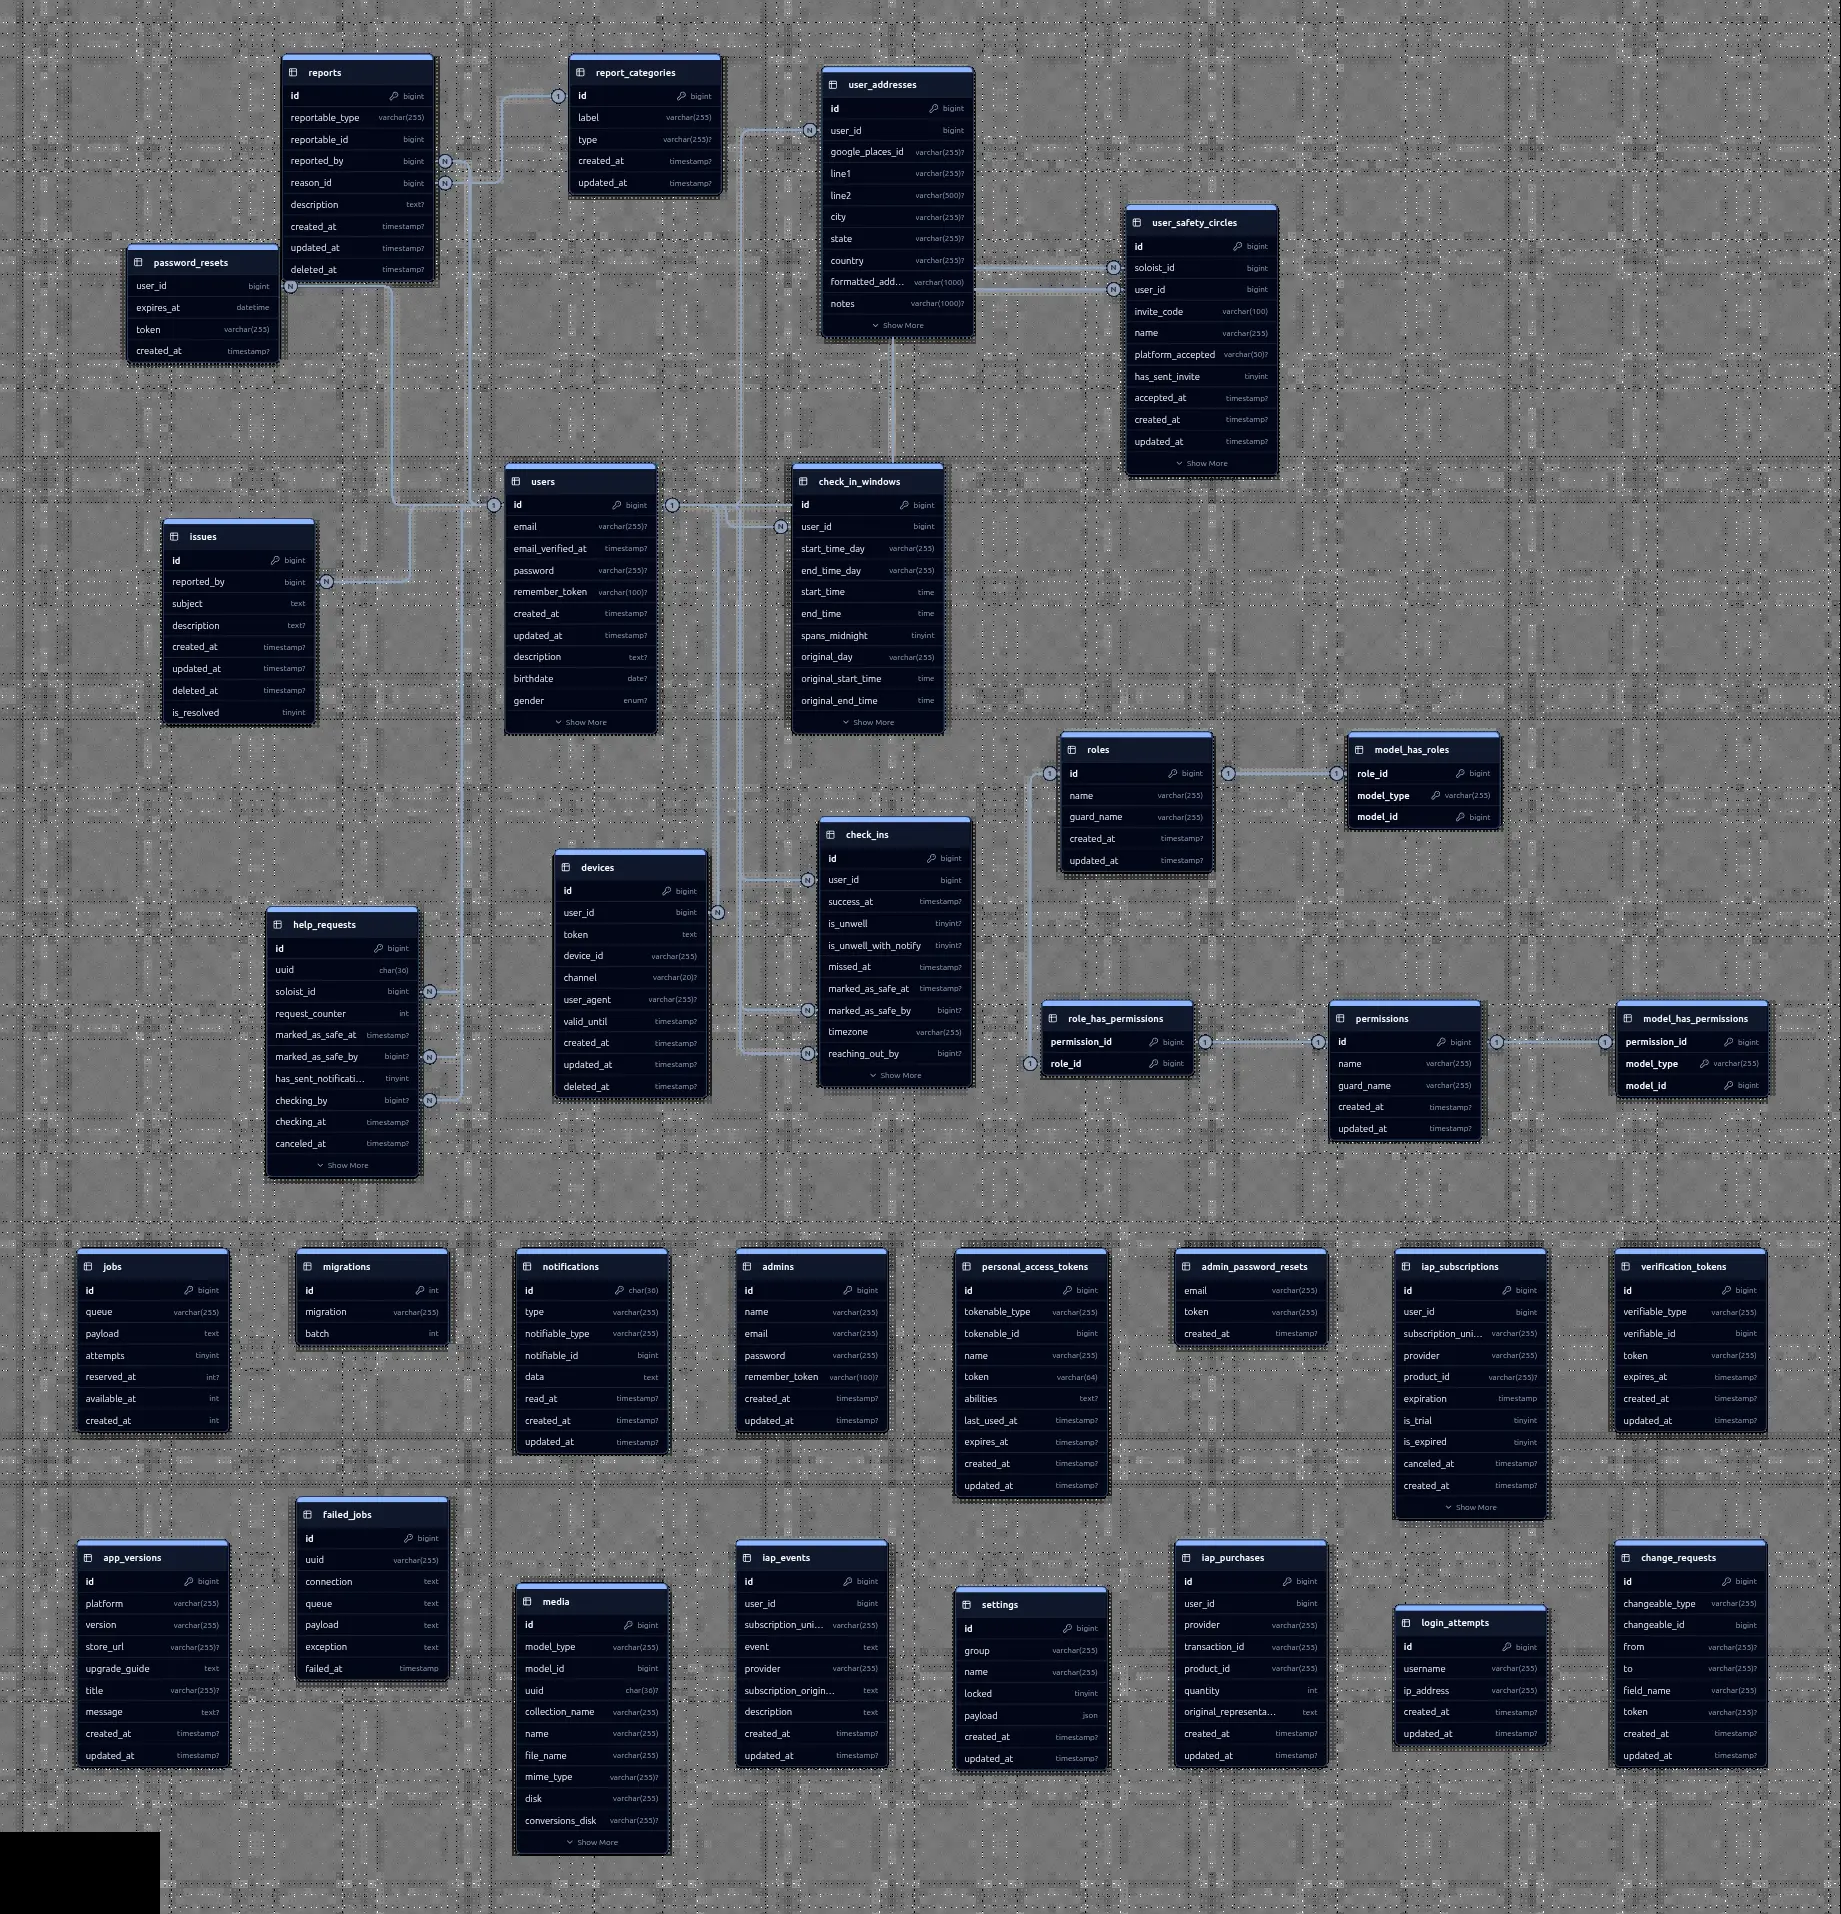 reports
id bigint
reportable_type varchar(255)
reportable_id bigint
reported_by bigint
reason_id bigint
description text?
created_at timestamp?
updated_at timestamp?
deleted_at timestamp?
report_categories
id bigint
label varchar(255)
type varchar(255)?
created_at timestamp?
updated_at timestamp?
user_addresses
id bigint
user_id bigint
google_places_id varchar(255)?
line1 varchar(255)?
line2 varchar(500)?
city varchar(255)?
state varchar(255)?
country varchar(255)?
formatted_add... varchar(1000)
notes varchar(1000)?
Show More
user_safety_circles
id bigint
soloist_id bigint
user_id bigint
invite_code varchar(100)
name varchar(255)
platform_accepted varchar(50)?
has_sent_invite tinyint
accepted_at timestamp?
created_at timestamp?
updated_at timestamp?
Show More
password_resets
user_id bigint
expires_at datetime
token varchar(255)
created_at timestamp?
users
id bigint
email varchar(255)?
email_verified_at timestamp?
password varchar(255)?
remember_token varchar(100)?
created_at timestamp?
updated_at timestamp?
description text?
birthdate date?
gender enum?
Show More
check_in_windows
id bigint
user_id bigint
start_time_day varchar(255)
end_time_day varchar(255)
start_time time
end_time time
spans_midnight tinyint
original_day varchar(255)
original_start_time time
original_end_time time
Show More
issues
id bigint
reported_by bigint
subject text
description text?
created_at timestamp?
updated_at timestamp?
deleted_at timestamp?
is_resolved tinyint
roles
id bigint
name varchar(255)
guard_name varchar(255)
created_at timestamp?
updated_at timestamp?
model_has_roles
role_id bigint
model_type varchar(255)
model_id bigint
check_ins
id bigint
user_id bigint
success_at timestamp?
is_unwell tinyint?
is_unwell_with_notify tinyint?
missed_at timestamp?
marked_as_safe_at timestamp?
marked_as_safe_by bigint?
timezone varchar(255)
reaching_out_by bigint?
Show More
devices
id bigint
user_id bigint
token text
device_id varchar(255)
channel varchar(20)?
user_agent varchar(255)?
valid_until timestamp?
created_at timestamp?
updated_at timestamp?
deleted_at timestamp?
help_requests
id bigint
uuid char(36)
soloist_id bigint
request_counter int
marked_as_safe_at timestamp?
marked_as_safe_by bigint?
has_sent_notificati... tinyint
checking_by bigint?
checking_at timestamp?
canceled_at timestamp?
Show More
role_has_permissions
permission_id bigint
role_id bigint
permissions
id bigint
name varchar(255)
guard_name varchar(255)
created_at timestamp?
updated_at timestamp?
model_has_permissions
permission_id bigint
model_type varchar(255)
model_id bigint
jobs
id bigint
queue varchar(255)
payload text
attempts tinyint
reserved_at int?
available_at int
created_at int
migrations
id int
migration varchar(255)
batch int
notifications
id char(36)
type varchar(255)
notifiable_type varchar(255)
notifiable_id bigint
data text
read_at timestamp?
created_at timestamp?
updated_at timestamp?
admins
id bigint
name varchar(255)
email varchar(255)
password varchar(255)
remember_token varchar(100)?
created_at timestamp?
updated_at timestamp?
personal_access_tokens
id bigint
tokenable_type varchar(255)
tokenable_id bigint
name varchar(255)
token varchar(64)
abilities text?
last_used_at timestamp?
expires_at timestamp?
created_at timestamp?
updated_at timestamp?
admin_password_resets
email varchar(255)
token varchar(255)
created_at timestamp?
iap_subscriptions
id bigint
user_id bigint
subscription_uni... varchar(255)
provider varchar(255)
product_id varchar(255)?
expiration timestamp
is_trial tinyint
is_expired tinyint
canceled_at timestamp?
created_at timestamp?
Show More
verification_tokens
id bigint
verifiable_type varchar(255)
verifiable_id bigint
token varchar(255)
expires_at timestamp?
created_at timestamp?
updated_at timestamp?
app_versions
id bigint
platform varchar(255)
version varchar(255)
store_url varchar(255)?
upgrade_guide text
title varchar(255)?
message text?
created_at timestamp?
updated_at timestamp?
failed_jobs
id bigint
uuid varchar(255)
connection text
queue text
payload text
exception text
failed_at timestamp
media
id bigint
model_type varchar(255)
model_id bigint
uuid char(36)?
collection_name varchar(255)
name varchar(255)
file_name varchar(255)
mime_type varchar(255)?
disk varchar(255)
conversions_disk varchar(255)?
Show More
iap_events
id bigint
user_id bigint
subscription_uni... varchar(255)
event text
provider varchar(255)
subscription_origin... text
description text
created_at timestamp?
updated_at timestamp?
settings
id bigint
group varchar(255)
name varchar(255)
locked tinyint
payload json
created_at timestamp?
updated_at timestamp?
iap_purchases
id bigint
user_id bigint
provider varchar(255)
transaction_id varchar(255)
product_id varchar(255)
quantity int
original_representa... text
created_at timestamp?
updated_at timestamp?
login_attempts
id bigint
username varchar(255)
ip_address varchar(255)
created_at timestamp?
updated_at timestamp?
change_requests
id bigint
changeable_type varchar(255)
changeable_id bigint
from varchar(255)?
to varchar(255)?
field_name varchar(255)
token varchar(255)?
created_at timestamp?
updated_at timestamp?